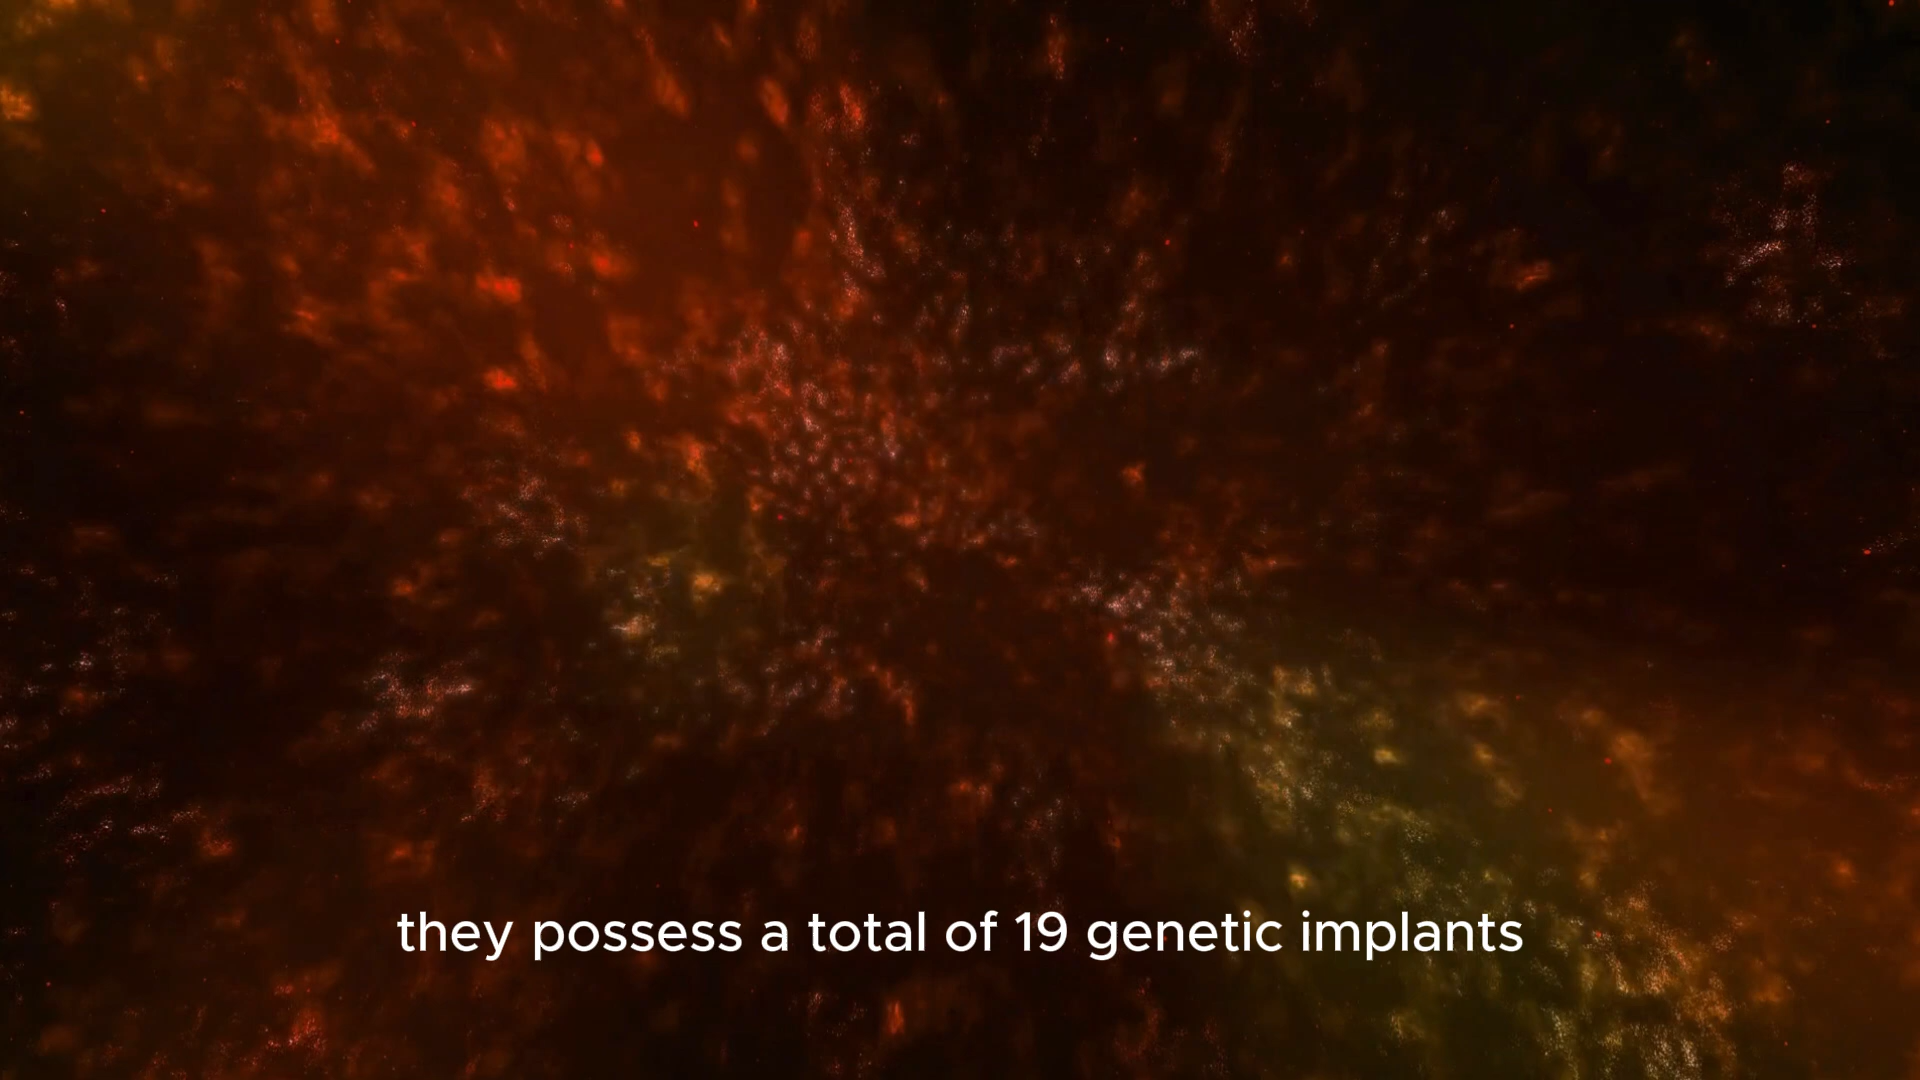 they possess a total of 19 genetic implants